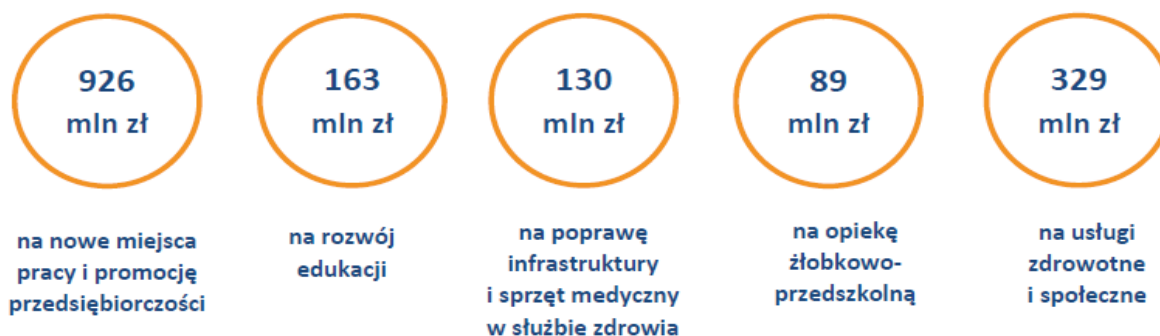 926
mln zł
163
mln zł
130
mln zł
89
mln zł
329
mln zł
na nowe miejsca
pracy i promocję
przedsiębiorczości
na rozwój
edukacji
na poprawę
infrastruktury
i sprzęt medyczny
w służbie zdrowia
na opiekę
żłobkowo-
przedszkolną
na usługi
zdrowotne
i społeczne